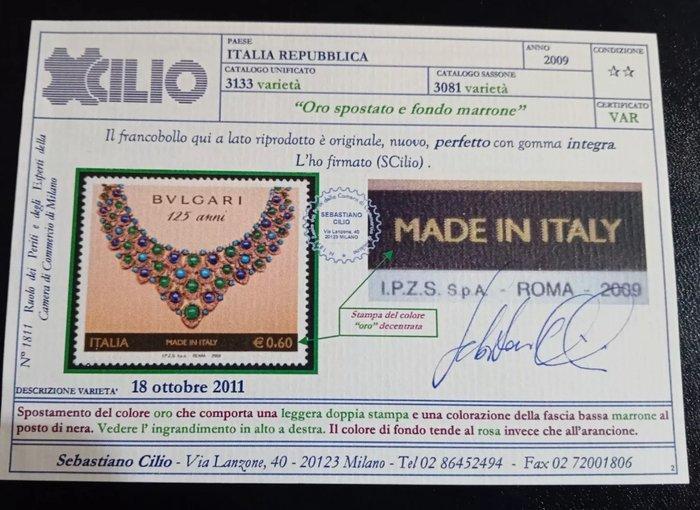 CILIO
PAESE
ITALIA REPUBBLICA
ANNO
2009
CONDIZIONE
☆☆
CATALOGO UNIFICATO
3133 varietà
CATALOGO SASSONE
3081 varietà
"Oro spostato e fondo marrone"
CERTIFICATO
VAR
Il francobollo qui a lato riprodotto è originale, nuovo, perfetto con gomma integra.
L'ho firmato (SCilio) .
N° 1811 Ruolo dei Periti e degli Esperti della
Camera di Commercio di Milano
BVLGARI
125 anni
ITALIA
MADE IN ITALY
€ 0.60
I.P.Z.S. S.p.A. - ROMA - 2009
SEBASTIANO
CILIO
Via Lanzone, 40
20123 MILANO
MADE IN ITALY
I.P.Z.S. S.p.A. - ROMA - 2009
Stampa del colore
"oro" decentrata
DESCRIZIONE VARIETA'
18 ottobre 2011
Spostamento del colore oro che comporta una leggera doppia stampa e una colorazione della fascia bassa marrone al
posto di nera. Vedere l' ingrandimento in alto a destra. Il colore di fondo tende al rosa invece che all'arancione.
Sebastiano Cilio - Via Lanzone, 40 - 20123 Milano - Tel 02 86452494 - Fax 02 72001806
2